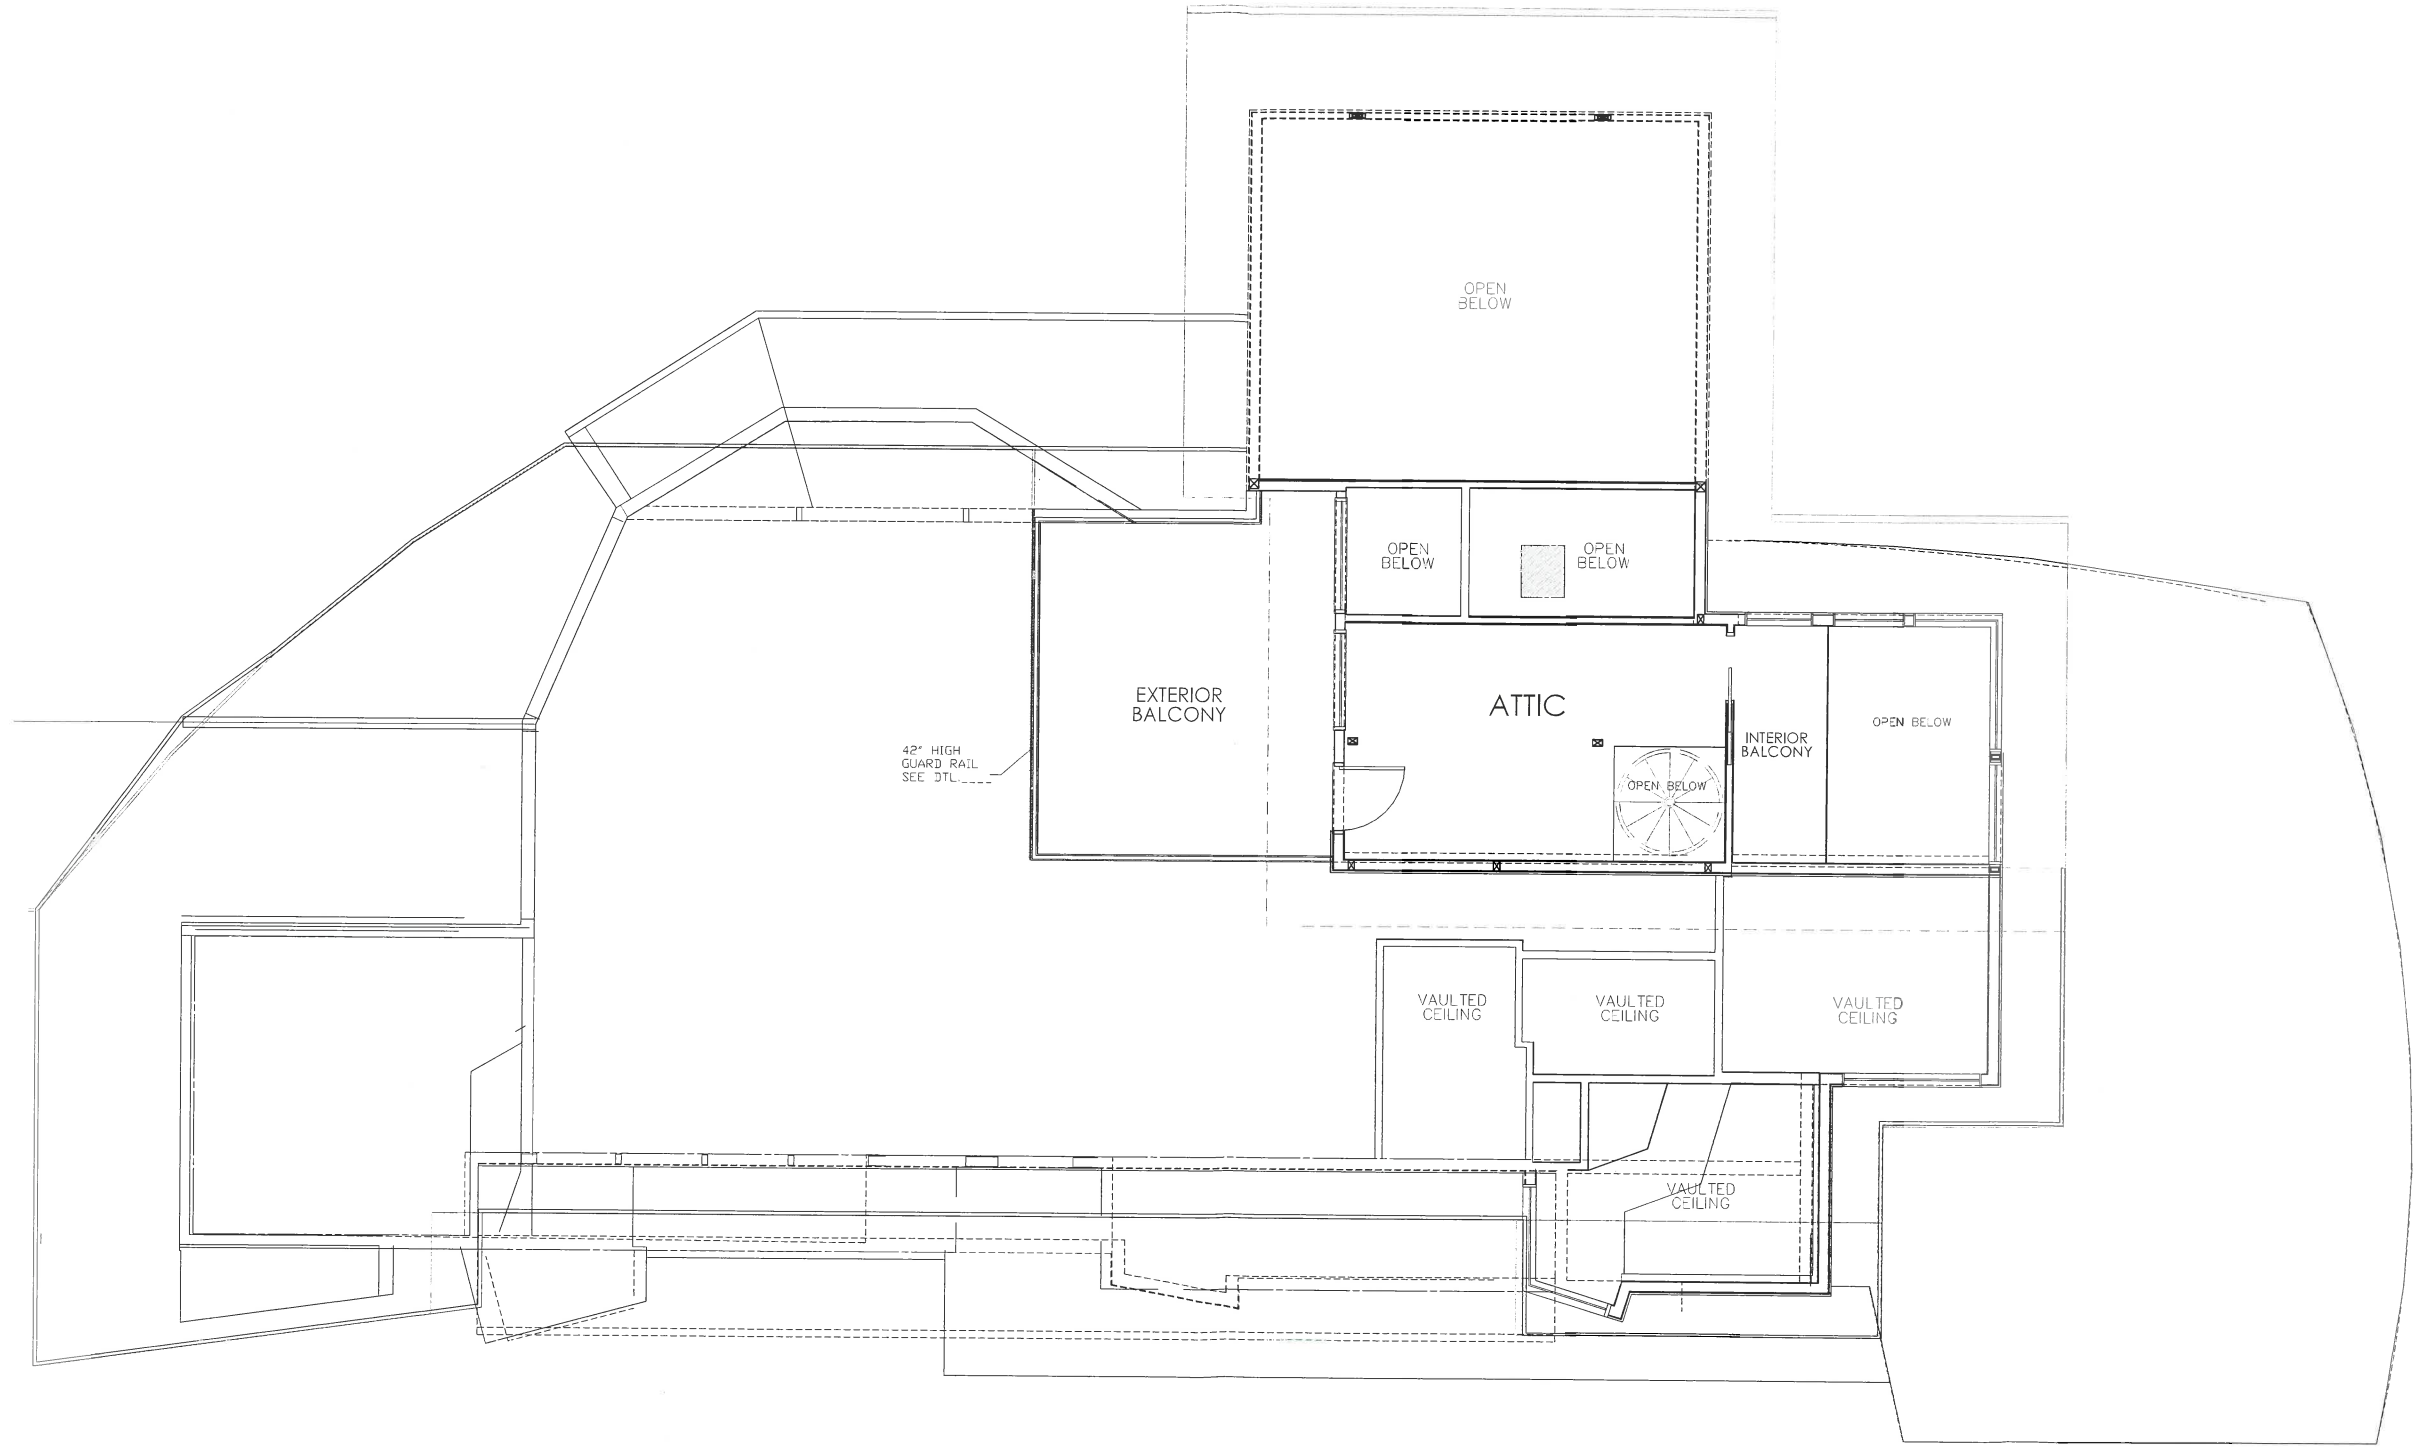 OPEN
BELOW
OPEN
BELOW
OPEN
BELOW
EXTERIOR
BALCONY
ATTIC
OPEN BELOW
INTERIOR
BALCONY
42" HIGH
GUARD RAIL
SEE DTL.____
OPEN BELOW
VAULTED
CEILING
VAULTED
CEILING
VAULTED
CEILING
VAULTED
CEILING